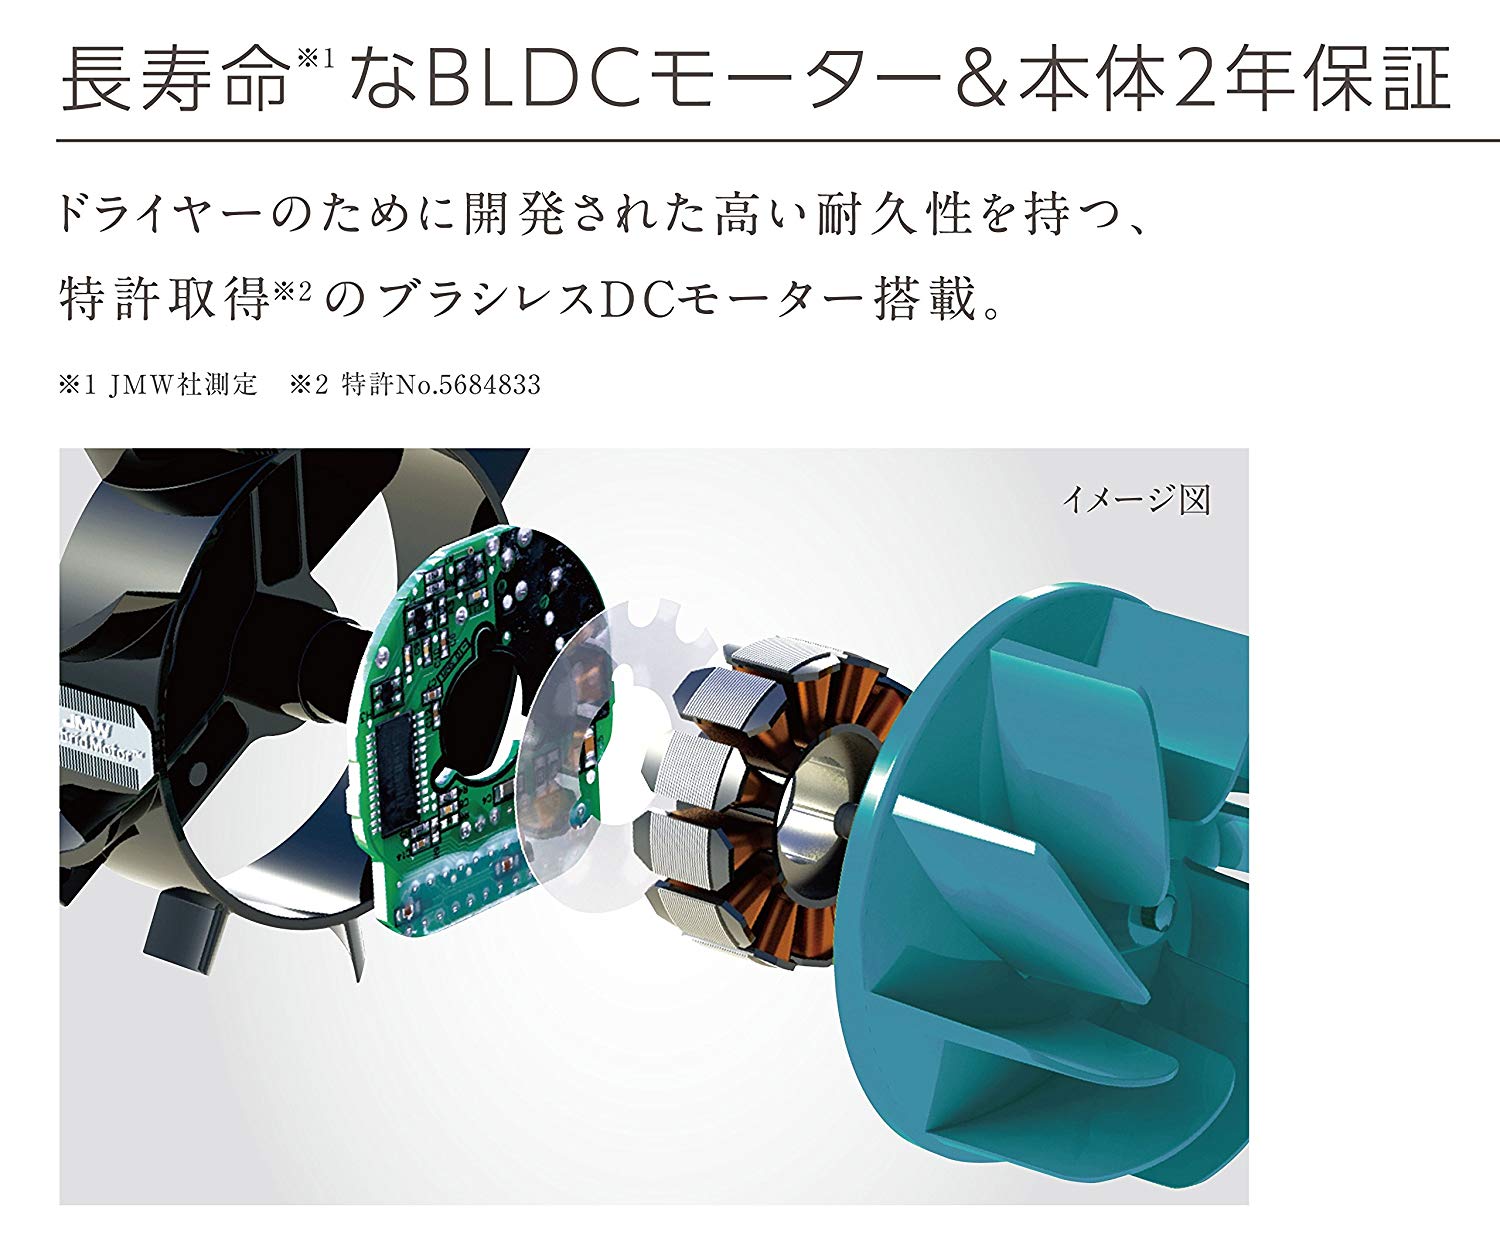 長寿命※1なBLDCモーター&本体2年保証
ドライヤーのために開発された高い耐久性を持つ、
特許取得※2のブラシレスDCモーター搭載。
※1 JMW社測定　※2 特許No.5684833
イメージ図
JMW